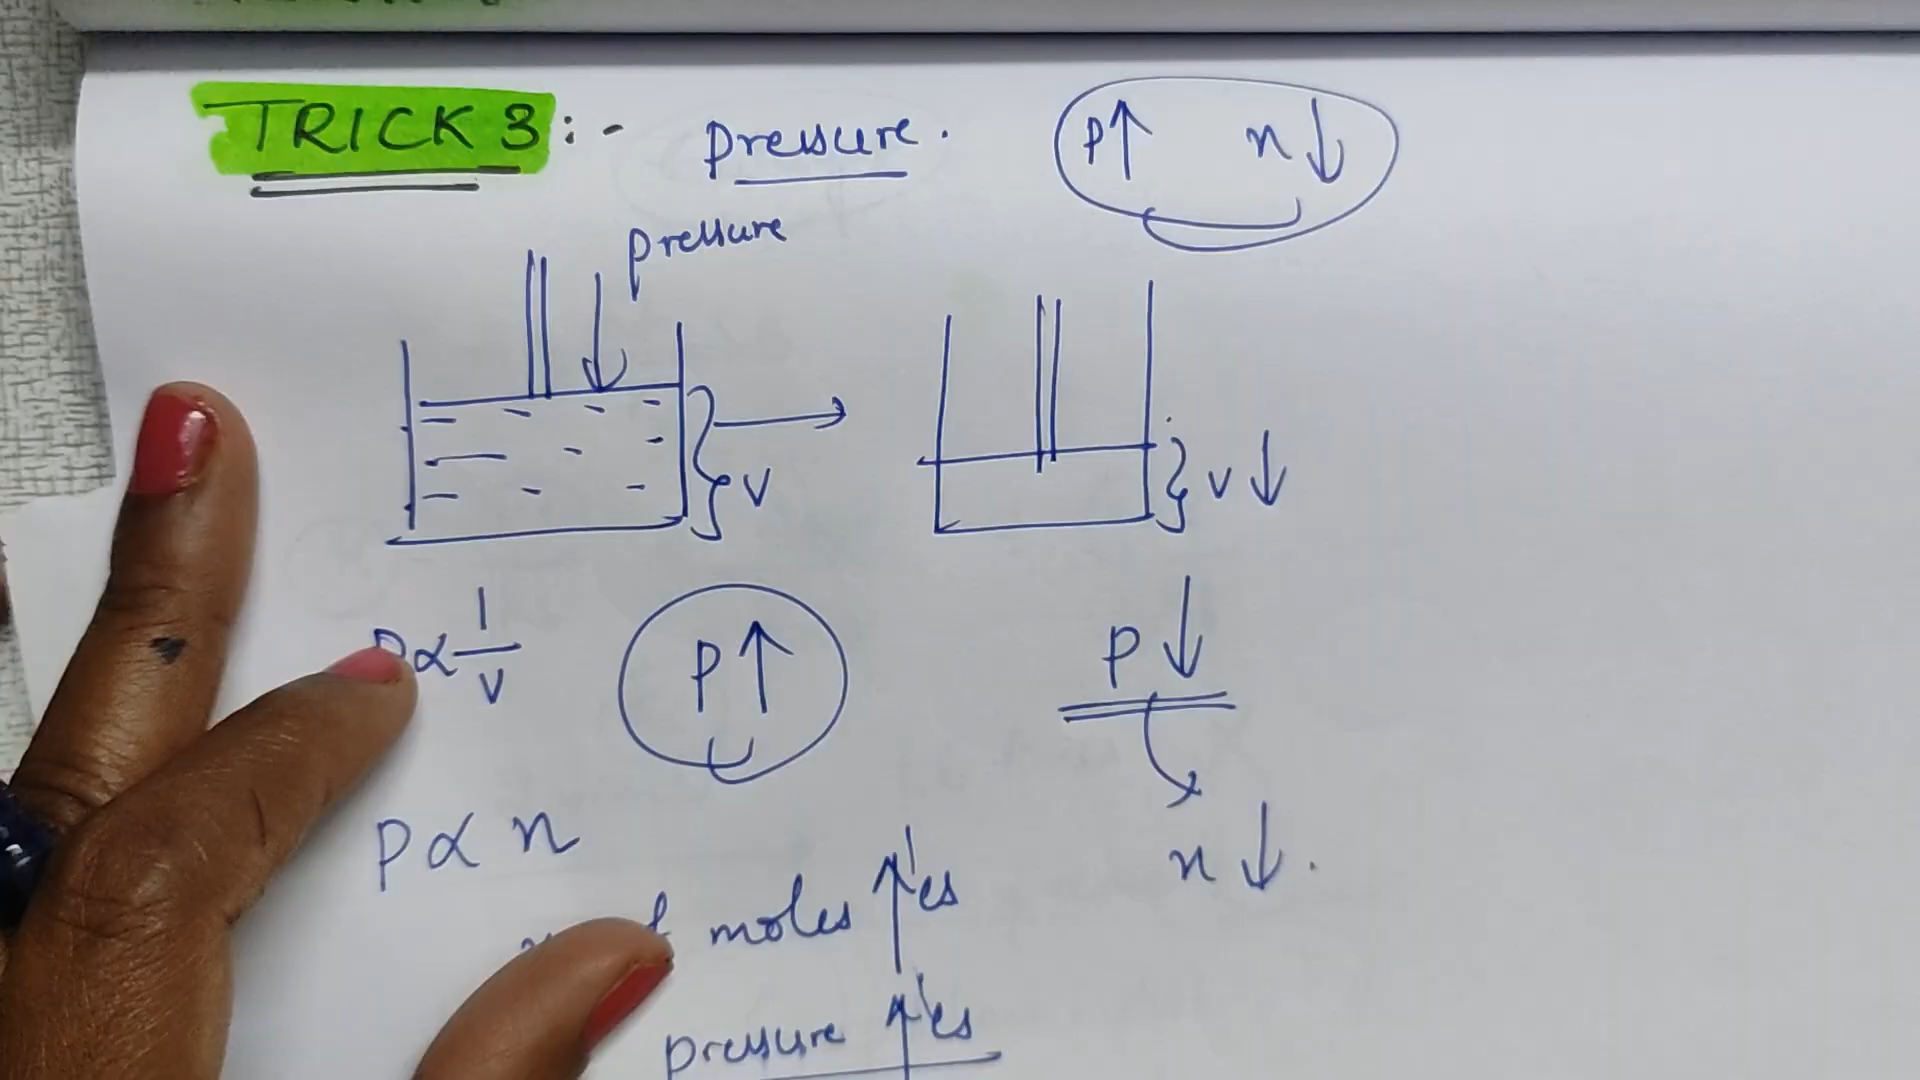 TRICK 3 :- pressure. P↑ n↓
pressure
V
V↓
P∝ 1/V
P↑
P↓
P∝ n
n↓.
moles ↑'es
pressure ↑'es